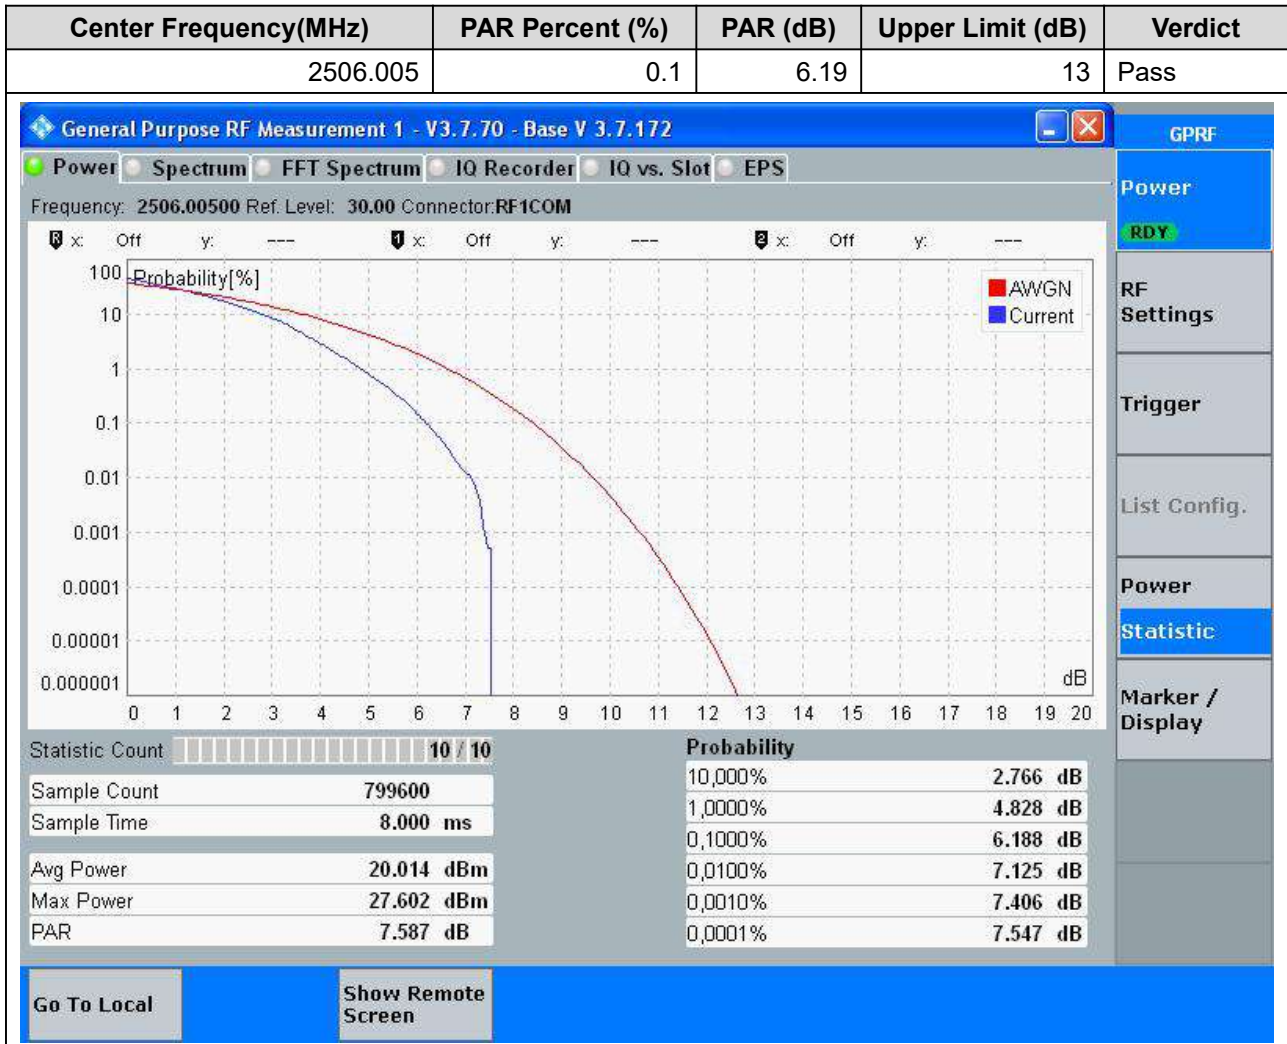 Center Frequency(MHz) PAR Percent (%) PAR (dB) Upper Limit (dB) Verdict
2506.005 0.1 6.19 13 Pass
General Purpose RF Measurement 1 - V3.7.70 - Base V 3.7.172
GPRF
Power Spectrum FFT Spectrum IQ Recorder IQ vs. Slot EPS
Frequency: 2506.00500 Ref. Level: 30.00 Connector:RF1COM
R x: Off y: --- 1 x: Off y: --- 2 x: Off y: ---
Probability[%]
100
10
1
0.1
0.01
0.001
0.0001
0.00001
0.000001
AWGN
Current
dB
0 1 2 3 4 5 6 7 8 9 10 11 12 13 14 15 16 17 18 19 20
Power
RDY
RF
Settings
Trigger
List Config.
Power
Statistic
Marker /
Display
Statistic Count 10 / 10
Sample Count 799600
Sample Time 8.000 ms
Avg Power 20.014 dBm
Max Power 27.602 dBm
PAR 7.587 dB
Probability
10,000% 2.766 dB
1,0000% 4.828 dB
0,1000% 6.188 dB
0,0100% 7.125 dB
0,0010% 7.406 dB
0,0001% 7.547 dB
Go To Local
Show Remote
Screen